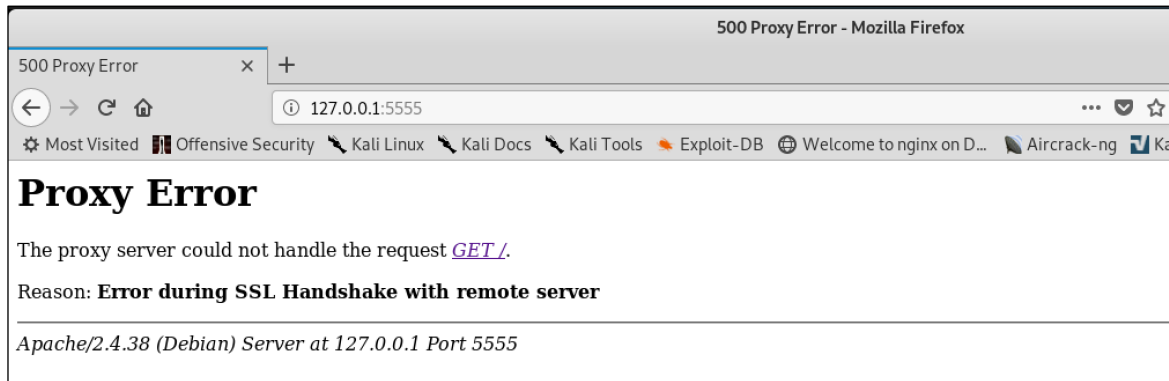 500 Proxy Error - Mozilla Firefox
500 Proxy Error × +
127.0.0.1:5555 •••
Most Visited Offensive Security Kali Linux Kali Docs Kali Tools Exploit-DB Welcome to nginx on D... Aircrack-ng Ka
Proxy Error
The proxy server could not handle the request GET /.
Reason: Error during SSL Handshake with remote server
Apache/2.4.38 (Debian) Server at 127.0.0.1 Port 5555